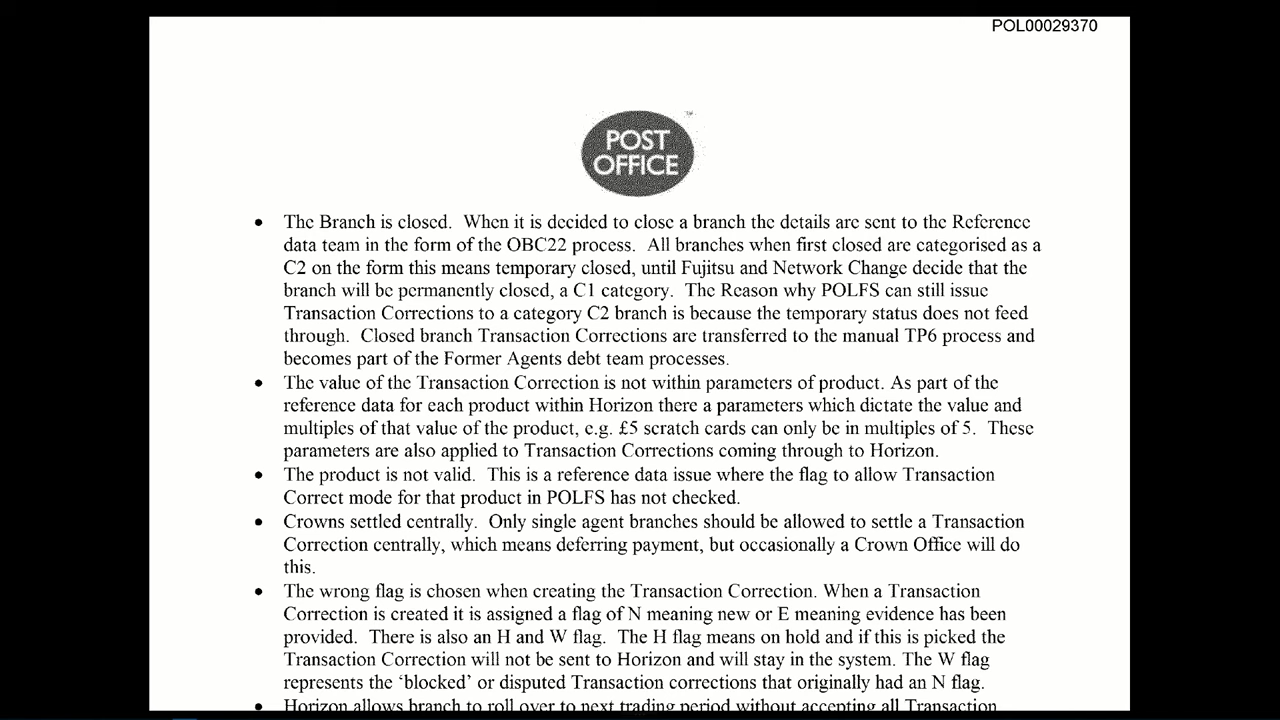 POL00029370
POST
OFFICE
• The Branch is closed. When it is decided to close a branch the details are sent to the Reference
data team in the form of the OBC22 process. All branches when first closed are categorised as a
C2 on the form this means temporary closed, until Fujitsu and Network Change decide that the
branch will be permanently closed, a C1 category. The Reason why POLFS can still issue
Transaction Corrections to a category C2 branch is because the temporary status does not feed
through. Closed branch Transaction Corrections are transferred to the manual TP6 process and
becomes part of the Former Agents debt team processes.
• The value of the Transaction Correction is not within parameters of product. As part of the
reference data for each product within Horizon there a parameters which dictate the value and
multiples of that value of the product, e.g. £5 scratch cards can only be in multiples of 5. These
parameters are also applied to Transaction Corrections coming through to Horizon.
• The product is not valid. This is a reference data issue where the flag to allow Transaction
Correct mode for that product in POLFS has not checked.
• Crowns settled centrally. Only single agent branches should be allowed to settle a Transaction
Correction centrally, which means deferring payment, but occasionally a Crown Office will do
this.
• The wrong flag is chosen when creating the Transaction Correction. When a Transaction
Correction is created it is assigned a flag of N meaning new or E meaning evidence has been
provided. There is also an H and W flag. The H flag means on hold and if this is picked the
Transaction Correction will not be sent to Horizon and will stay in the system. The W flag
represents the ‘blocked’ or disputed Transaction corrections that originally had an N flag.
• Horizon allows branch to roll over to next trading period without accepting all Transaction